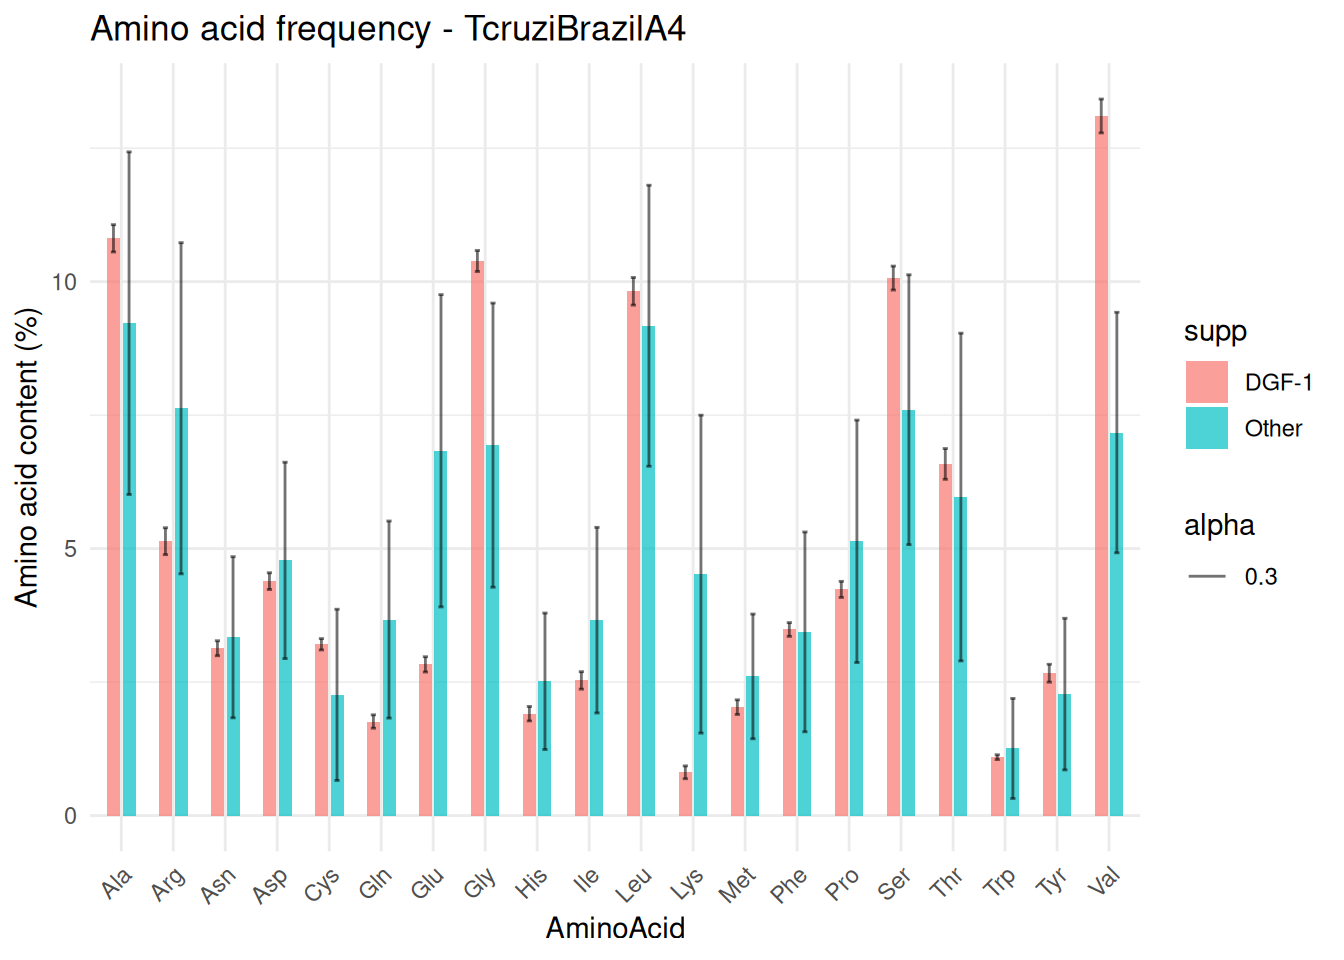 Amino acid frequency - TcruziBrazilA4
Amino acid content (%)
10
5
0
Ala
Arg
Asn
Asp
Cys
Gln
Glu
Gly
His
Ile
Leu
Lys
Met
Phe
Pro
Ser
Thr
Trp
Tyr
Val
AminoAcid
supp
DGF-1
Other
alpha
0.3